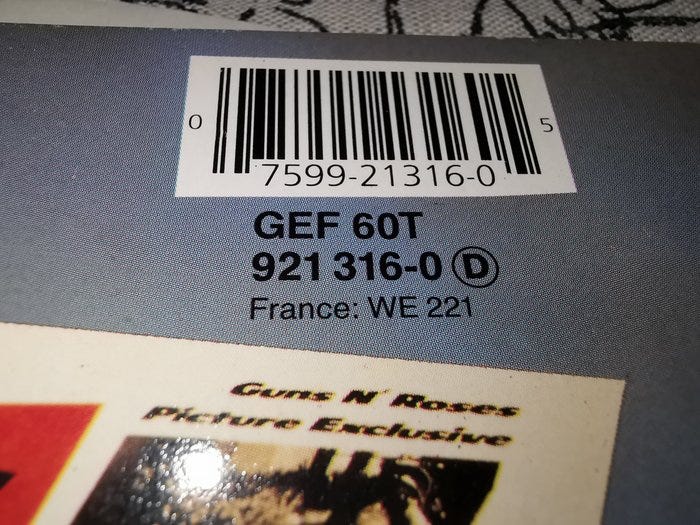 0 7599-21316-0 5
GEF 60T
921 316-0 D
France: WE 221
Guns N' Roses
Picture Exclusive